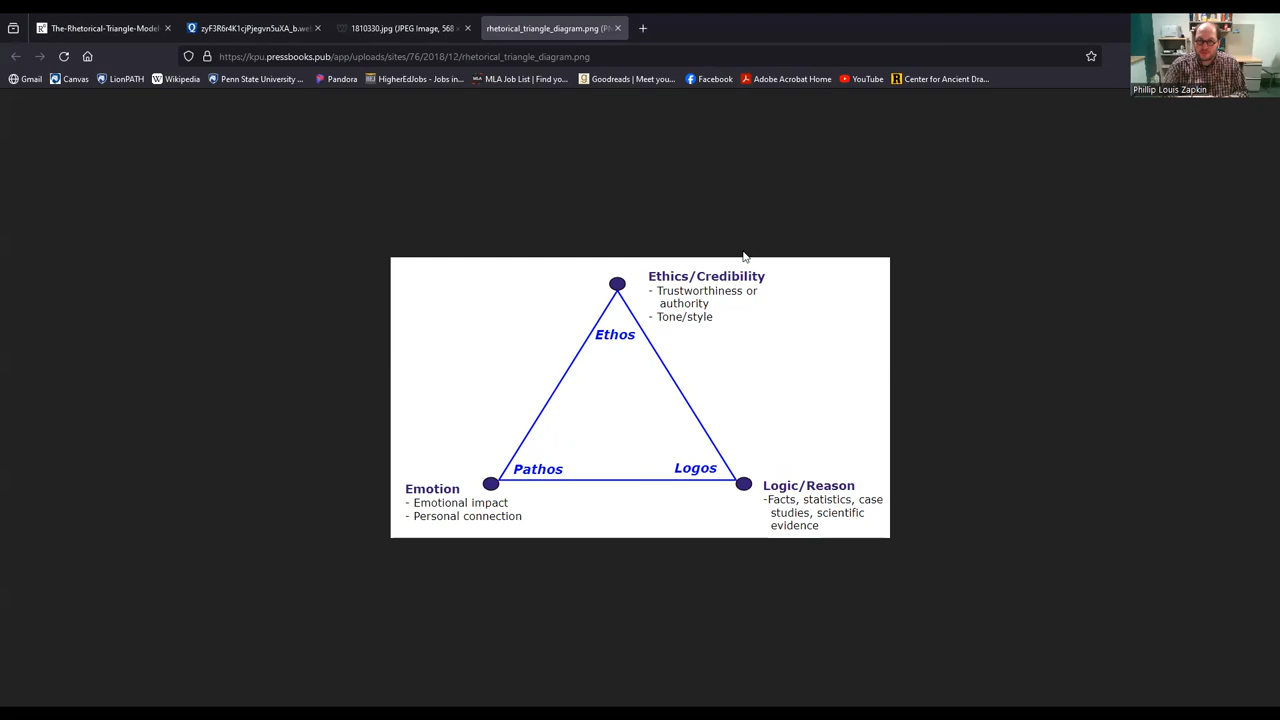 The-Rhetorical-Triangle-Model
zyF3R6r4K1cjPjegvn5uXA_b.we
1810330.jpg (JPEG Image, 568
rhetorical_triangle_diagram.png (P
https://kpu.pressbooks.pub/app/uploads/sites/76/2018/12/rhetorical_triangle_diagram.png
Gmail
Canvas
LionPATH
Wikipedia
Penn State University ...
Pandora
HigherEdJobs - Jobs in...
MLA Job List | Find yo...
Goodreads | Meet you...
Facebook
Adobe Acrobat Home
YouTube
Center for Ancient Dra...
Phillip Louis Zapkin
Ethics/Credibility
- Trustworthiness or
authority
- Tone/style
Ethos
Pathos
Logos
Emotion
- Emotional impact
- Personal connection
Logic/Reason
-Facts, statistics, case
studies, scientific
evidence